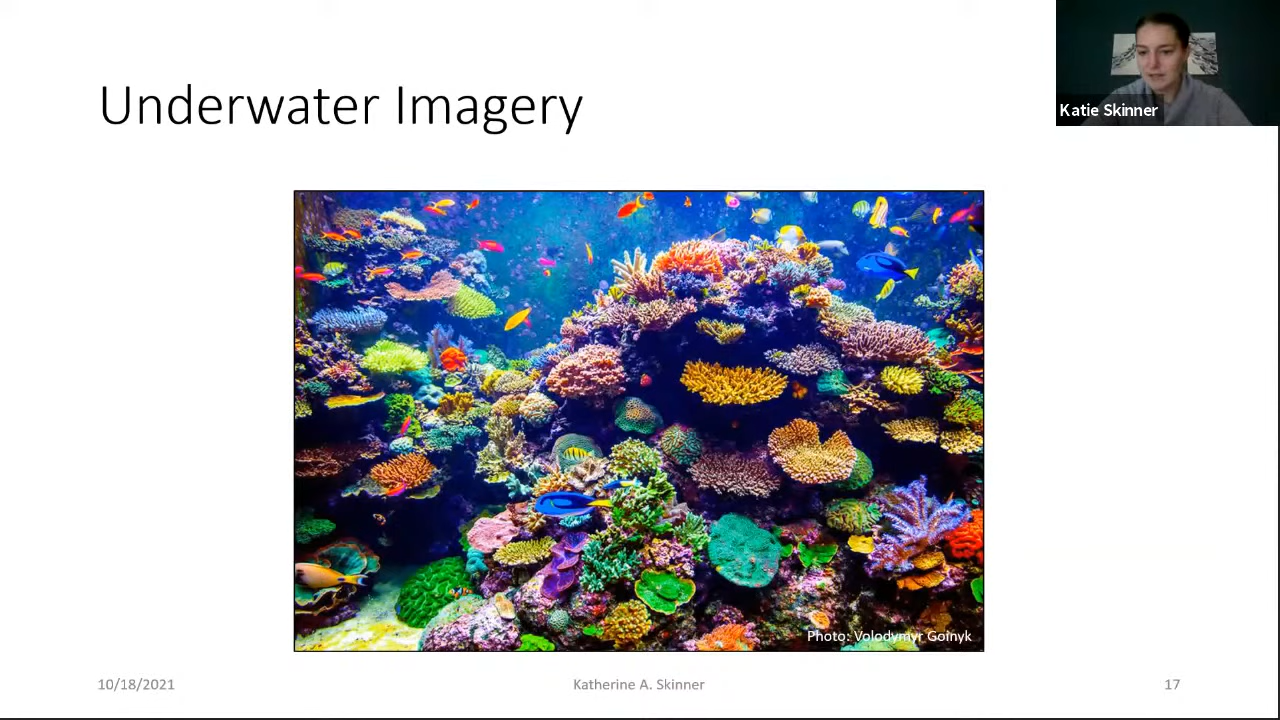 Underwater Imagery
Katie Skinner
Photo: Volodymyr Goinyk
10/18/2021
Katherine A. Skinner
17